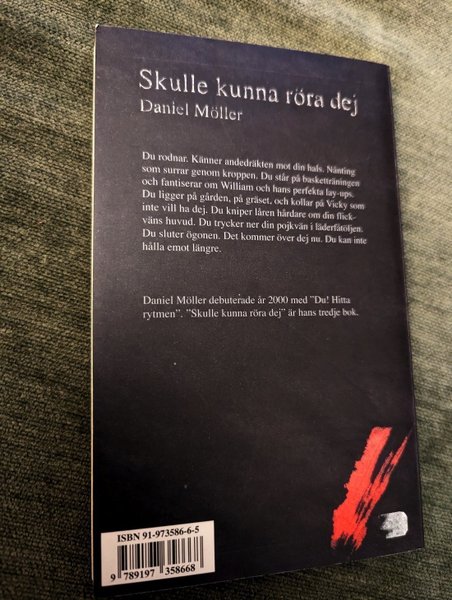 Skulle kunna röra dej
Daniel Möller
Du rodnar. Känner andedräkten mot din hals. Nånting
som surrar genom kroppen. Du står på basketträningen
och fantiserar om William och hans perfekta lay-ups.
Du ligger på gården, på gräset, och kollar på Vicky som
inte vill ha dej. Du kniper låren hårdare om din flick-
väns huvud. Du trycker ner din pojkvän i läderfåtöljen.
Du sluter ögonen. Det kommer över dej nu. Du kan inte
hålla emot längre.
Daniel Möller debuterade år 2000 med ”Du! Hitta
rytmen”. ”Skulle kunna röra dej” är hans tredje bok.
ISBN 91-973586-6-5
9 789197 358668